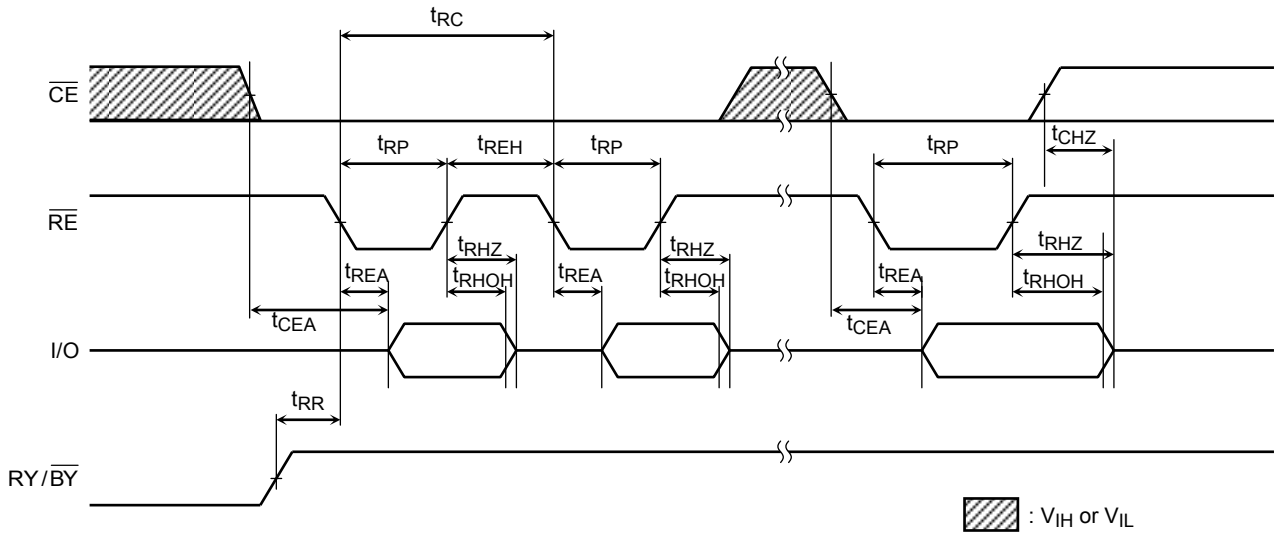 tRC
CE
tRP tREH tRP tRP tCHZ
RE
tRHZ tRHZ tRHZ
tREA tRHOH tREA tRHOH tREA tRHOH
tCEA tCEA
I/O
tRR
RY/BY
: VIH or VIL